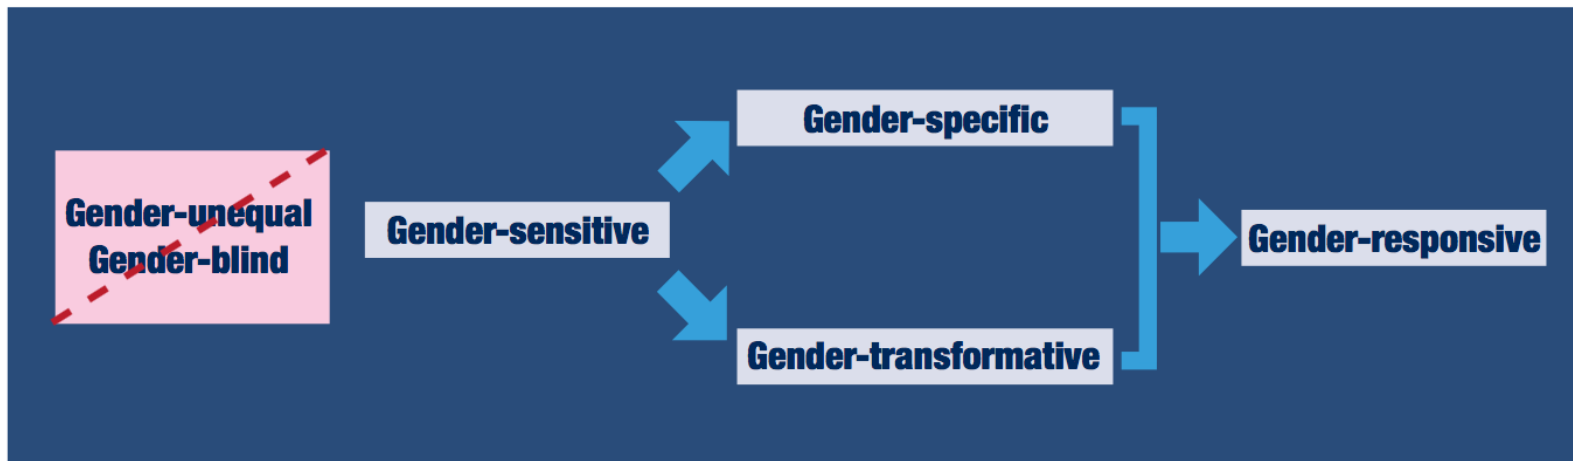 Gender-unequal
Gender-blind
Gender-sensitive
Gender-specific
Gender-transformative
Gender-responsive